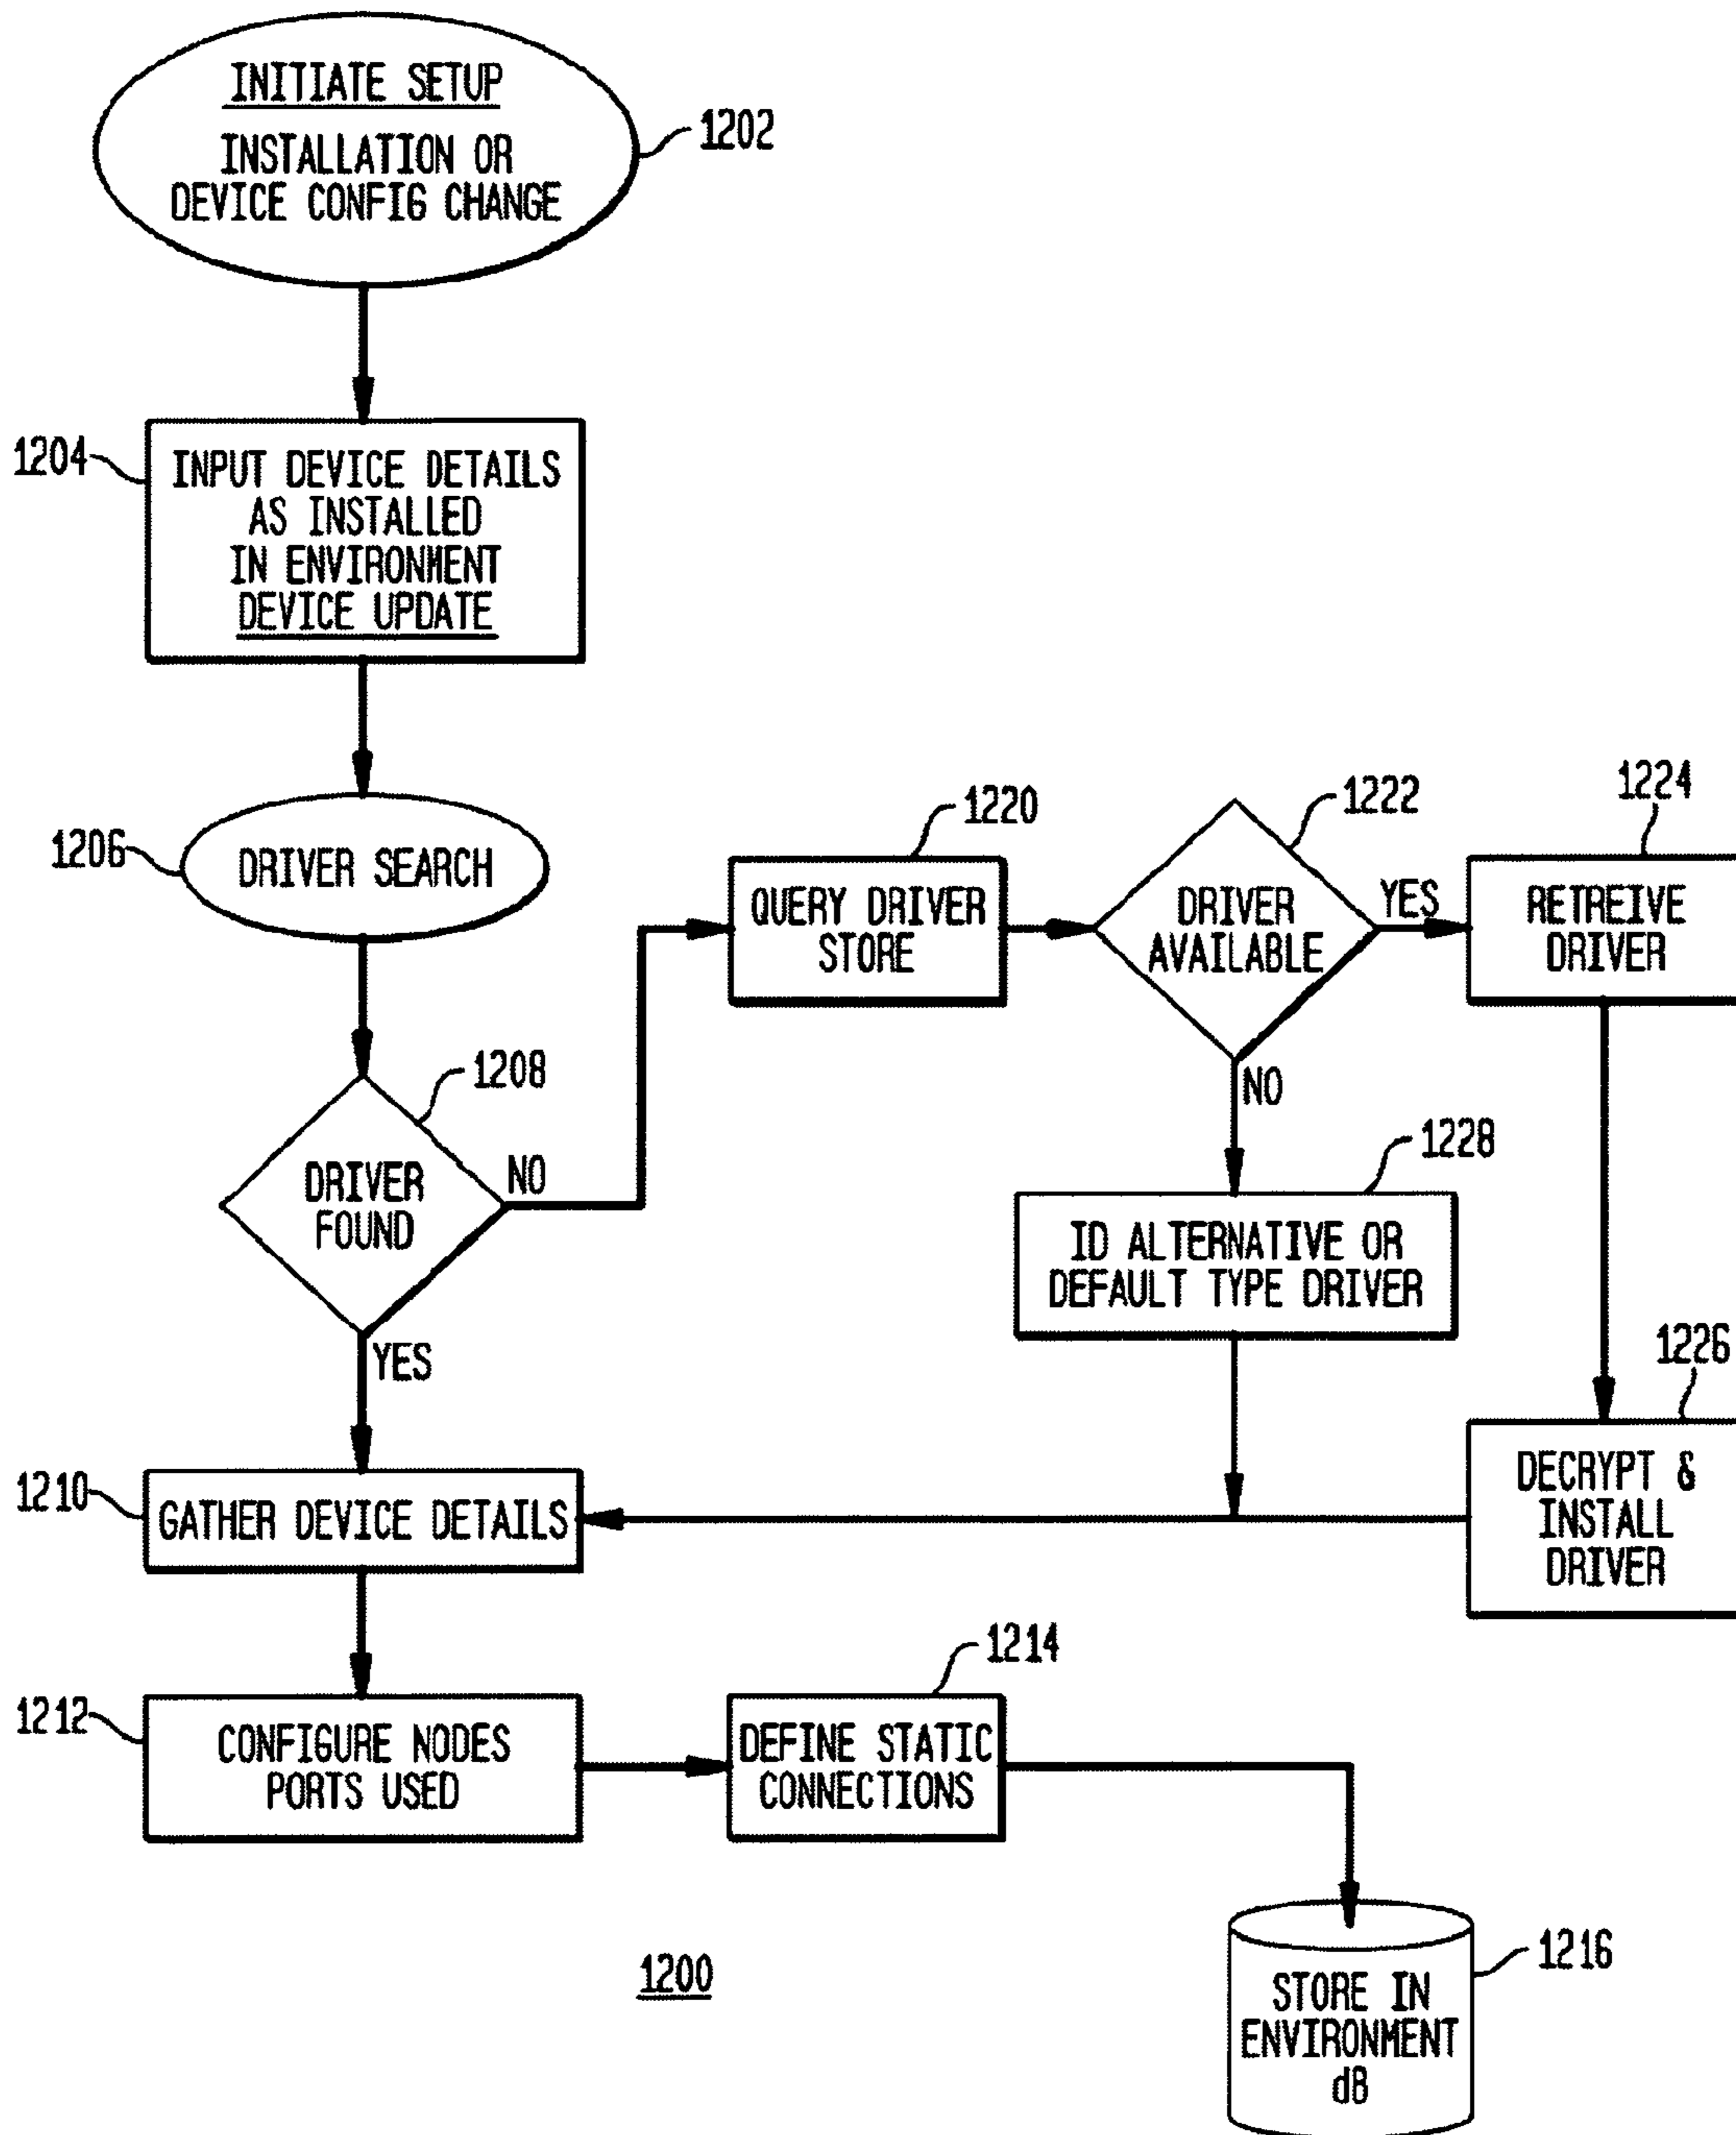 INITIATE SETUP
INSTALLATION OR
DEVICE CONFIG CHANGE
1202
1204
INPUT DEVICE DETAILS
AS INSTALLED
IN ENVIRONMENT
DEVICE UPDATE
1206
DRIVER SEARCH
1208
DRIVER
FOUND
NO
YES
1220
QUERY DRIVER
STORE
1222
DRIVER
AVAILABLE
YES
NO
1224
RETREIVE
DRIVER
1228
ID ALTERNATIVE OR
DEFAULT TYPE DRIVER
1226
DECRYPT &
INSTALL
DRIVER
1210
GATHER DEVICE DETAILS
1212
CONFIGURE NODES
PORTS USED
1214
DEFINE STATIC
CONNECTIONS
1216
STORE IN
ENVIRONMENT
dB
1200